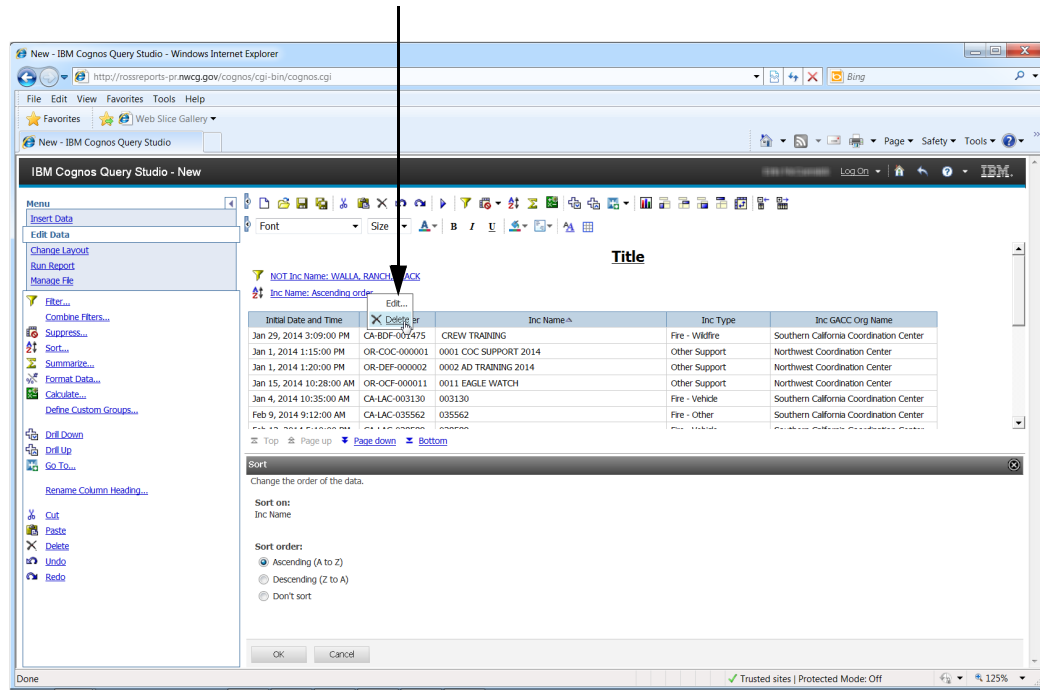 New - IBM Cognos Query Studio - Windows Internet Explorer
http://rossreports-pr.nwcg.gov/cognos/cgi-bin/cognos.cgi
Bing
File Edit View Favorites Tools Help
Favorites Web Slice Gallery
New - IBM Cognos Query Studio
Page Safety Tools
IBM Cognos Query Studio - New
Log On
IBM.
Menu
Insert Data
Edit Data
Change Layout
Run Report
Manage File
Filter...
Combine Filters...
Suppress...
Sort...
Summarize...
Format Data...
Calculate...
Define Custom Groups...
Drill Down
Drill Up
Go To...
Rename Column Heading...
Cut
Paste
Delete
Undo
Redo
Font Size A B I U
Title
NOT Inc Name: WALLA, RANCH,
Inc Name: Ascending order
Edit...
Delete
Initial Date and Time Inc Name Inc Type Inc GACC Org Name
Jan 29, 2014 3:09:00 PM CA-BDF-001475 CREW TRAINING Fire - Wildfire Southern California Coordination Center
Jan 1, 2014 1:15:00 PM OR-COC-000001 0001 COC SUPPORT 2014 Other Support Northwest Coordination Center
Jan 1, 2014 1:20:00 PM OR-DEF-000002 0002 AD TRAINING 2014 Other Support Northwest Coordination Center
Jan 15, 2014 10:28:00 AM OR-OCF-000011 0011 EAGLE WATCH Other Support Northwest Coordination Center
Jan 4, 2014 10:35:00 AM CA-LAC-003130 003130 Fire - Vehicle Southern California Coordination Center
Feb 9, 2014 9:12:00 AM CA-LAC-035562 035562 Fire - Other Southern California Coordination Center
Top Page up Page down Bottom
Sort
Change the order of the data.
Sort on:
Inc Name
Sort order:
Ascending (A to Z)
Descending (Z to A)
Don't sort
OK Cancel
Done Trusted sites | Protected Mode: Off 125%